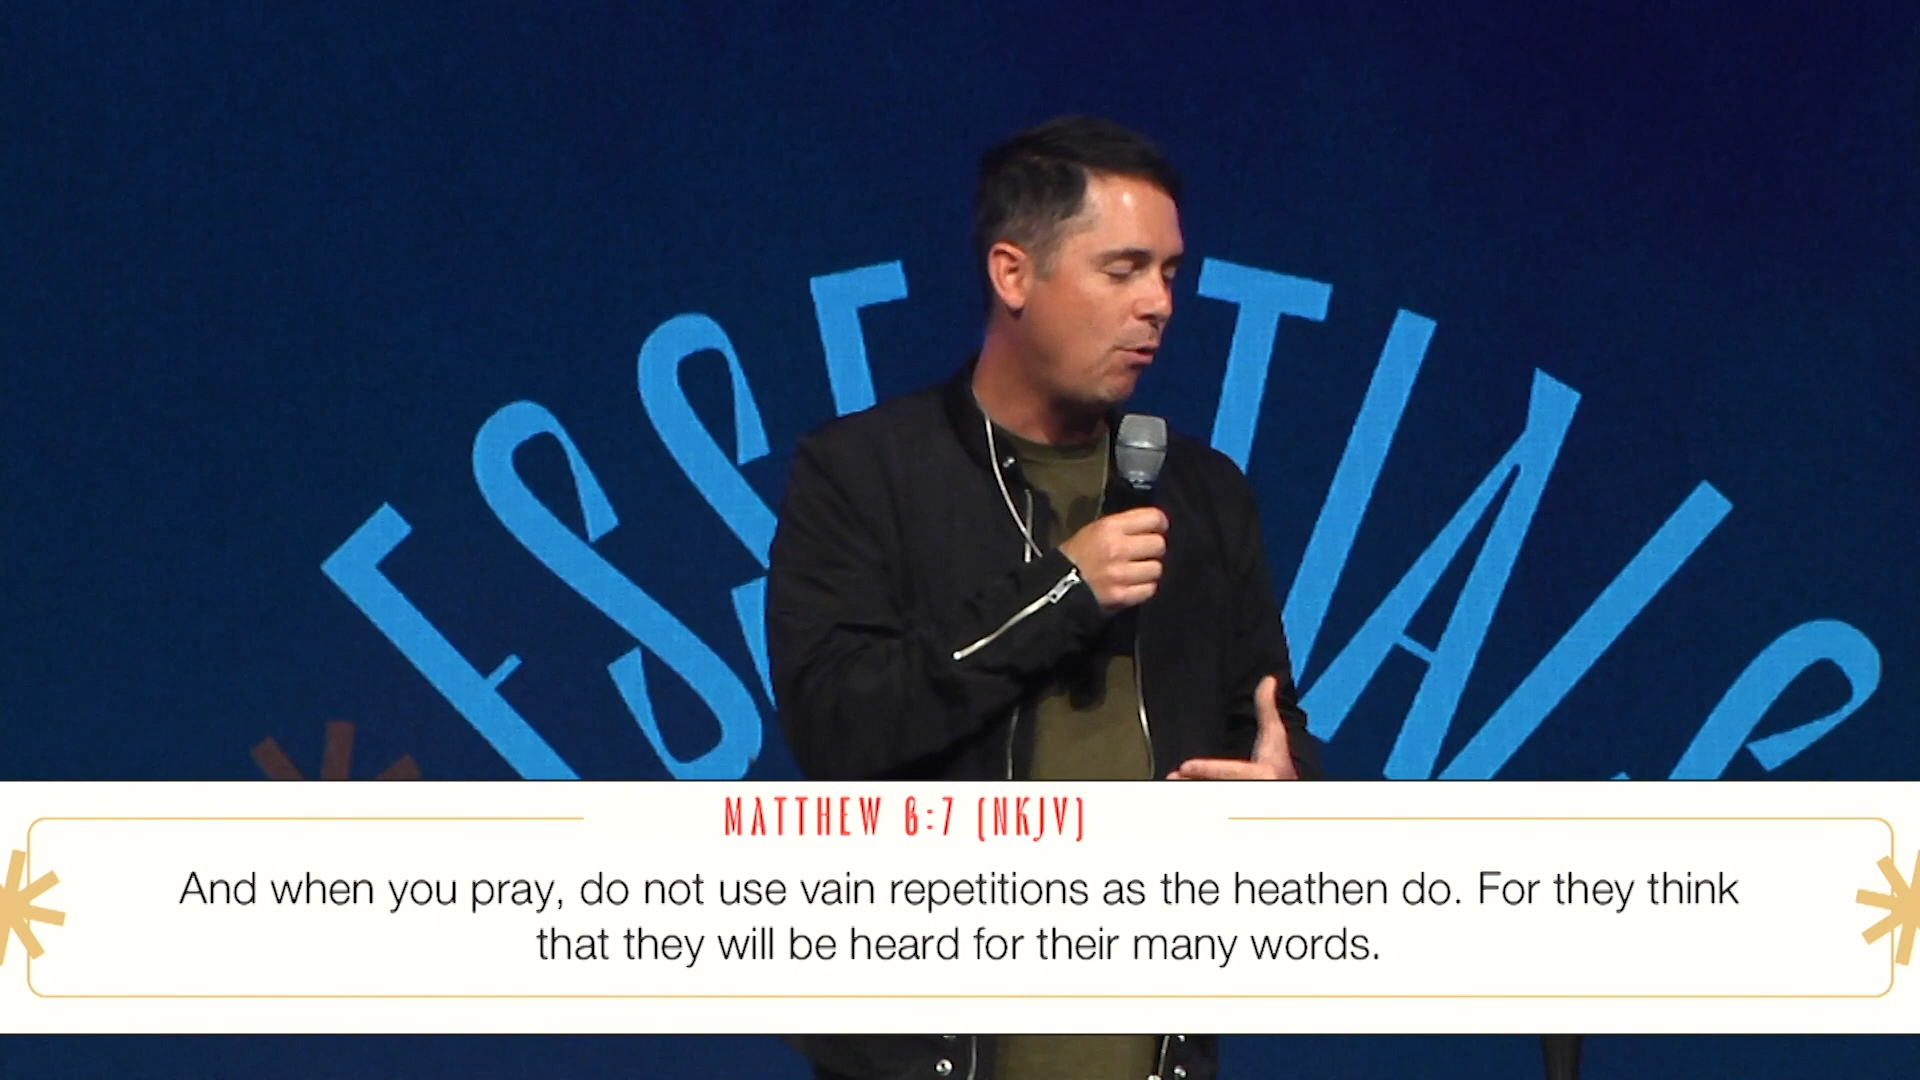 ESSENTIALS
MATTHEW 6:7 (NKJV)
And when you pray, do not use vain repetitions as the heathen do. For they think
that they will be heard for their many words.